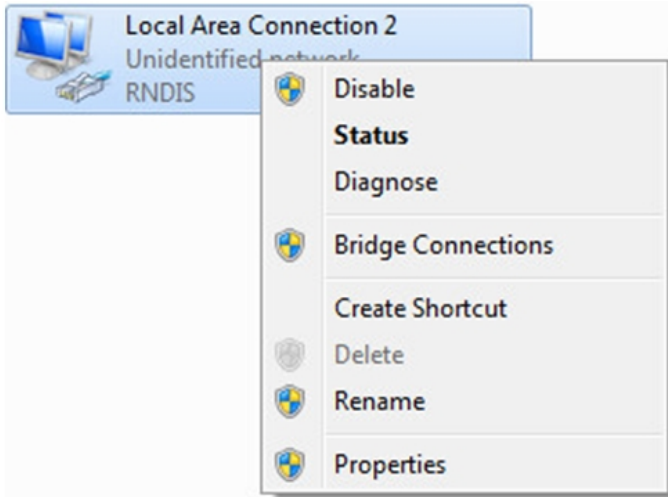 Local Area Connection 2
Unidentified network
RNDIS
Disable
Status
Diagnose
Bridge Connections
Create Shortcut
Delete
Rename
Properties